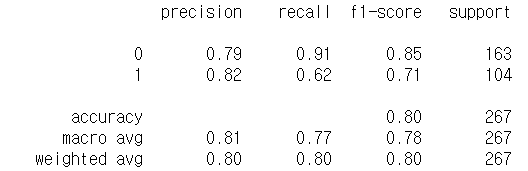 precision recall f1-score support
0 0.79 0.91 0.85 163
1 0.82 0.62 0.71 104
accuracy 0.80 267
macro avg 0.81 0.77 0.78 267
weighted avg 0.80 0.80 0.80 267